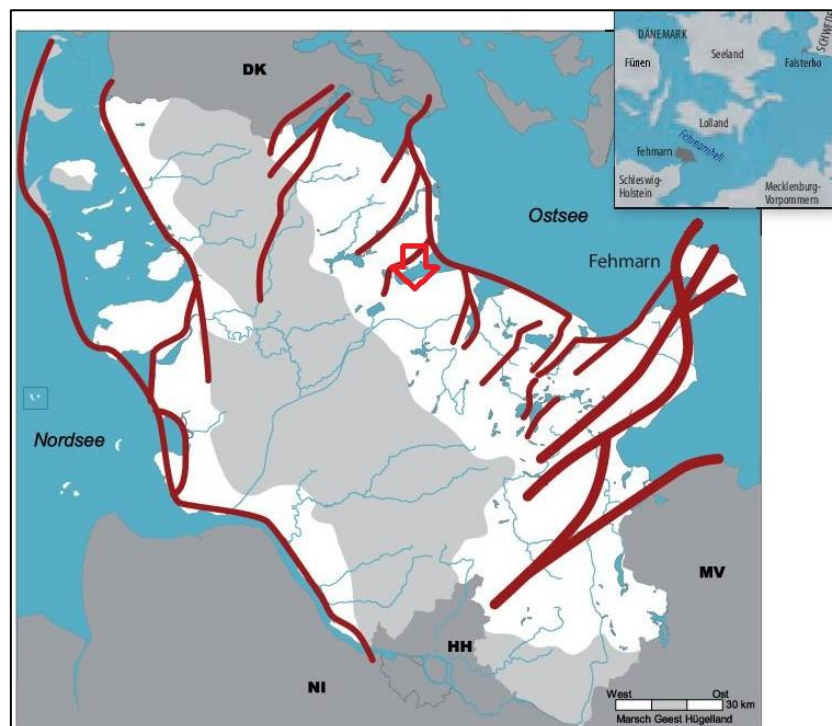 DK
DÄNEMARK
SCHWEDE
Fünen
Seeland
Falsterbo
Lolland
Fehmarnbelt
Fehmarn
Schleswig-
Holstein
Mecklenburg-
Vorpommern
Ostsee
Fehmarn
Nordsee
MV
HH
NI
West Ost
30 km
Marsch Geest Hügelland